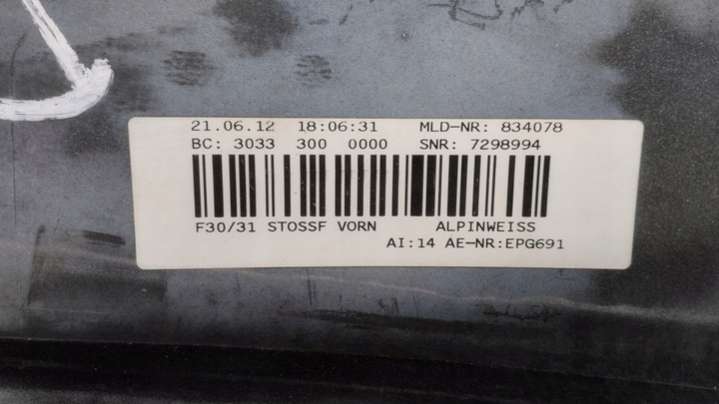 21.06.12 18:06:31 MLD-NR: 834078
BC: 3033 300 0000 SNR: 7298994
F30/31 STOSSF VORN ALPINWEISS
AI:14 AE-NR:EPG691